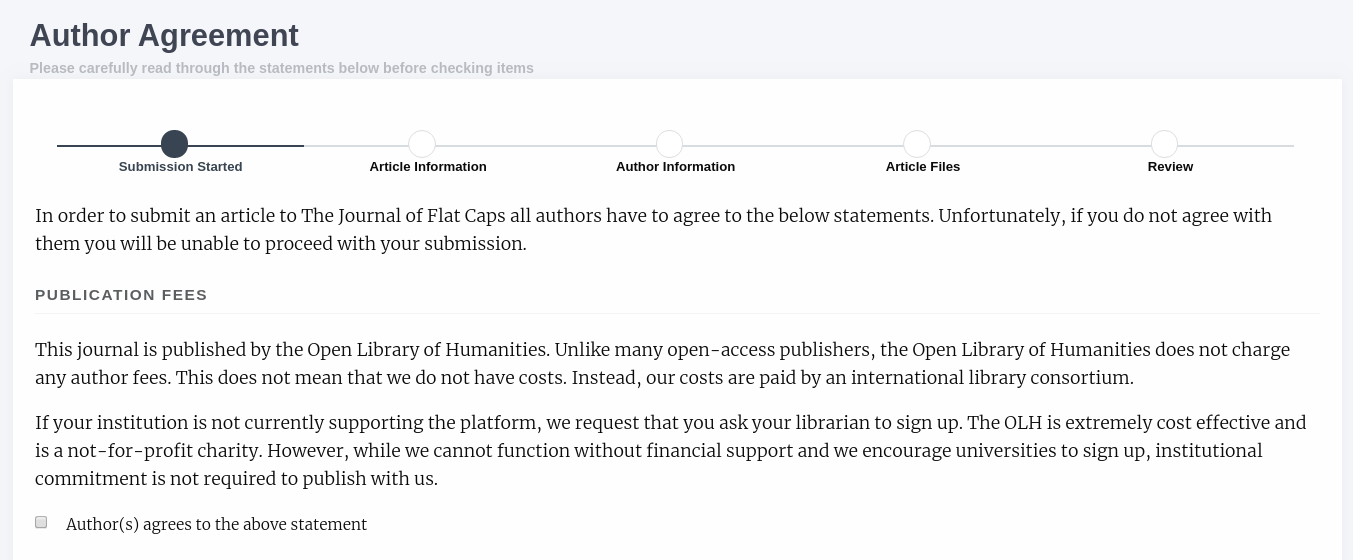 Author Agreement
Please carefully read through the statements below before checking items
Submission Started
Article Information
Author Information
Article Files
Review
In order to submit an article to The Journal of Flat Caps all authors have to agree to the below statements. Unfortunately, if you do not agree with
them you will be unable to proceed with your submission.
PUBLICATION FEES
This journal is published by the Open Library of Humanities. Unlike many open-access publishers, the Open Library of Humanities does not charge
any author fees. This does not mean that we do not have costs. Instead, our costs are paid by an international library consortium.
If your institution is not currently supporting the platform, we request that you ask your librarian to sign up. The OLH is extremely cost effective and
is a not-for-profit charity. However, while we cannot function without financial support and we encourage universities to sign up, institutional
commitment is not required to publish with us.
Author(s) agrees to the above statement